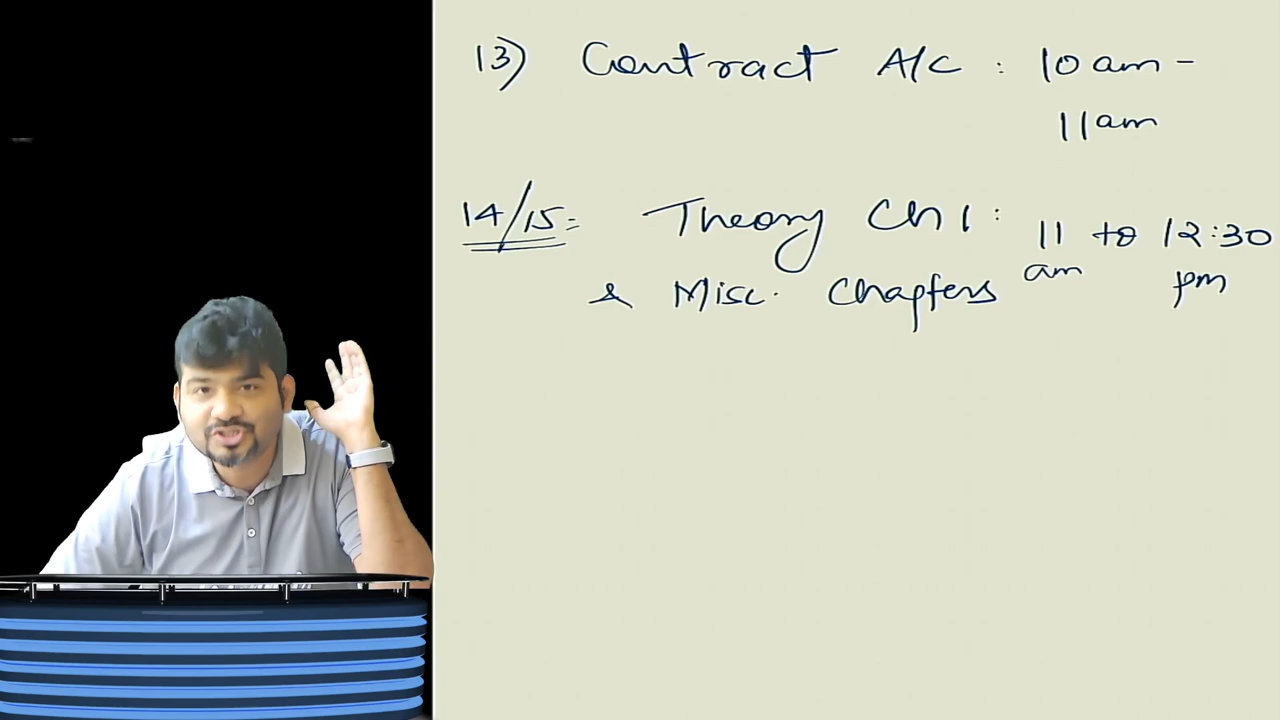 13) Contract A/C : 10 am -
11 am
14/15 = Theory Ch 1 : 11 am to 12:30 pm
& Misc. Chapters